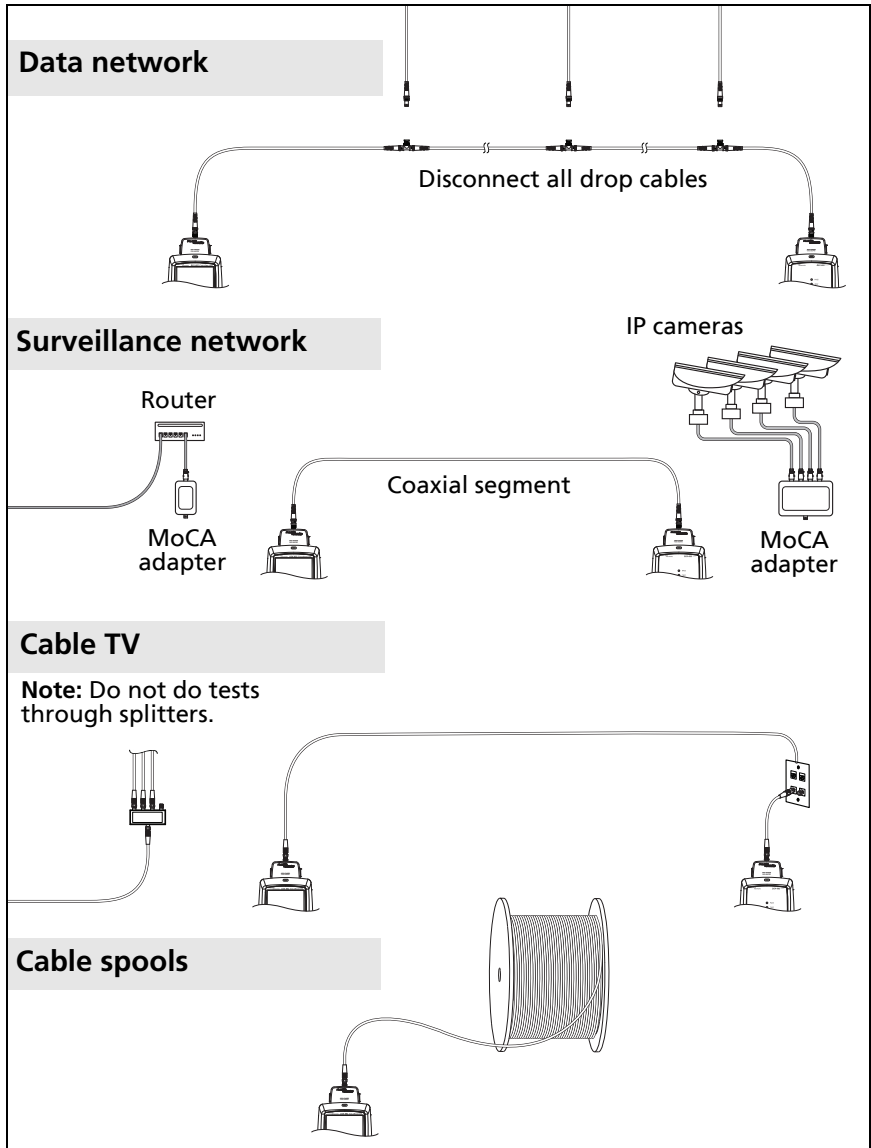 Data network
Disconnect all drop cables
Surveillance network
IP cameras
Router
Coaxial segment
MoCA
adapter
MoCA
adapter
Cable TV
Note: Do not do tests
through splitters.
Cable spools